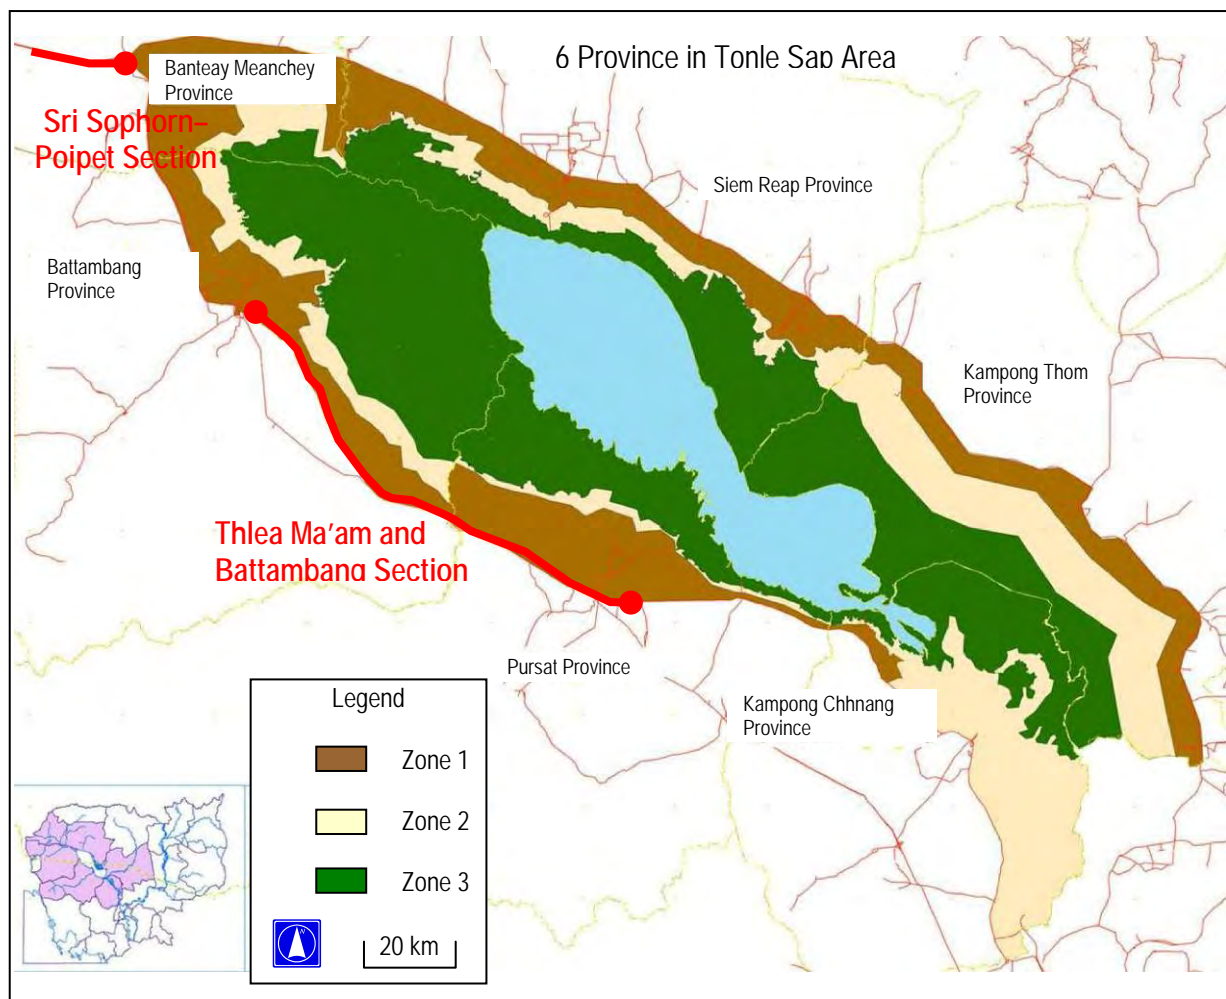 6 Province in Tonle Sap Area
Banteay Meanchey
Province
Sri Sophorn–
Poipet Section
Siem Reap Province
Battambang
Province
Kampong Thom
Province
Thlea Ma'am and
Battambang Section
Pursat Province
Kampong Chhnang
Province
Legend
Zone 1
Zone 2
Zone 3
20 km